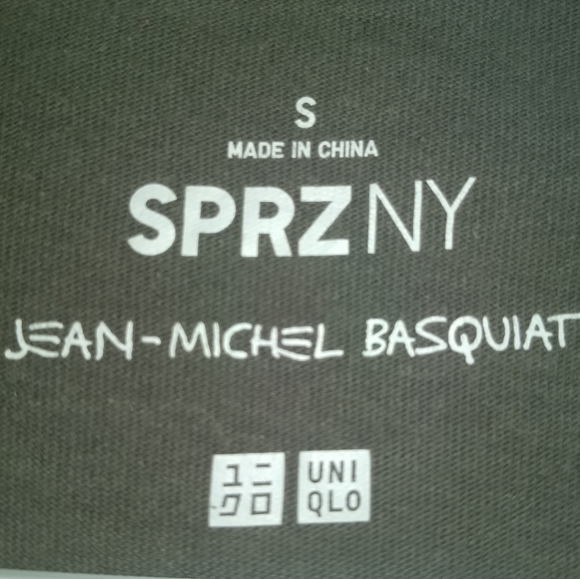 S
MADE IN CHINA
SPRZ NY
JEAN-MICHEL BASQUIAT
ユニ UNI
クロ QLO